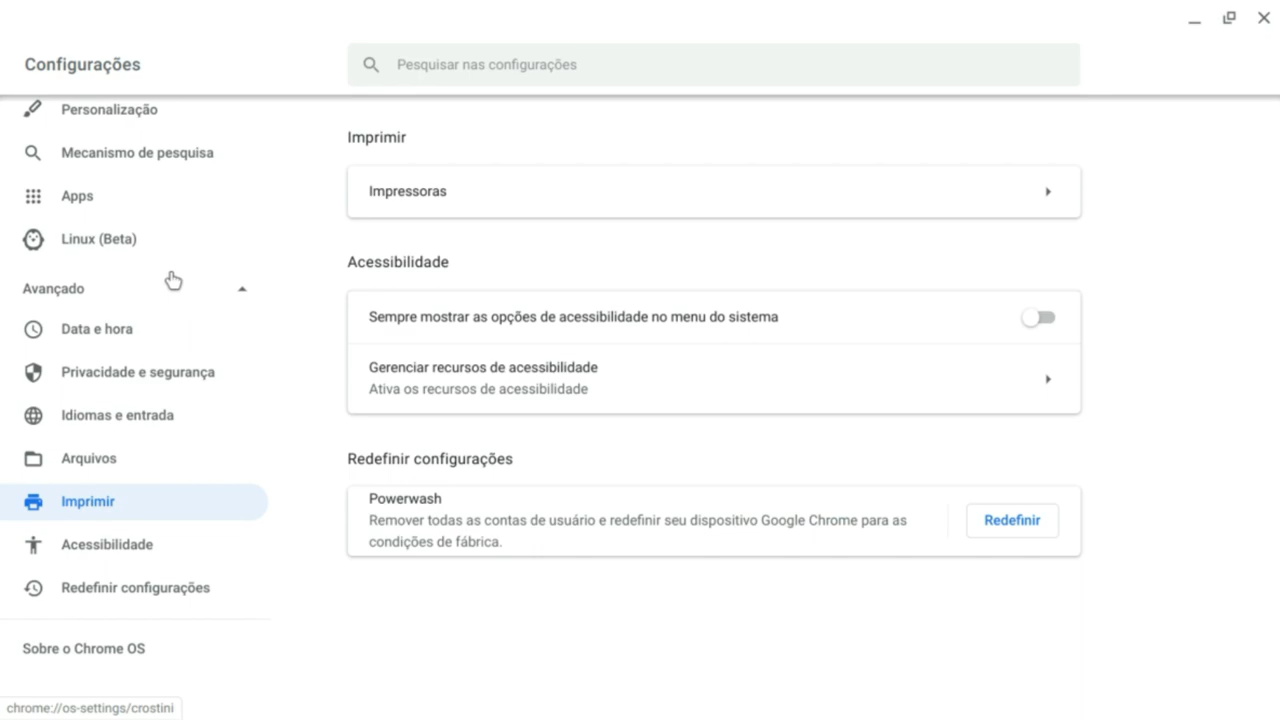 Configurações
Pesquisar nas configurações
Personalização
Mecanismo de pesquisa
Apps
Linux (Beta)
Avançado
Data e hora
Privacidade e segurança
Idiomas e entrada
Arquivos
Imprimir
Acessibilidade
Redefinir configurações
Sobre o Chrome OS
Imprimir
Impressoras
Acessibilidade
Sempre mostrar as opções de acessibilidade no menu do sistema
Gerenciar recursos de acessibilidade
Ativa os recursos de acessibilidade
Redefinir configurações
Powerwash
Remover todas as contas de usuário e redefinir seu dispositivo Google Chrome para as
condições de fábrica.
Redefinir
chrome://os-settings/crostini